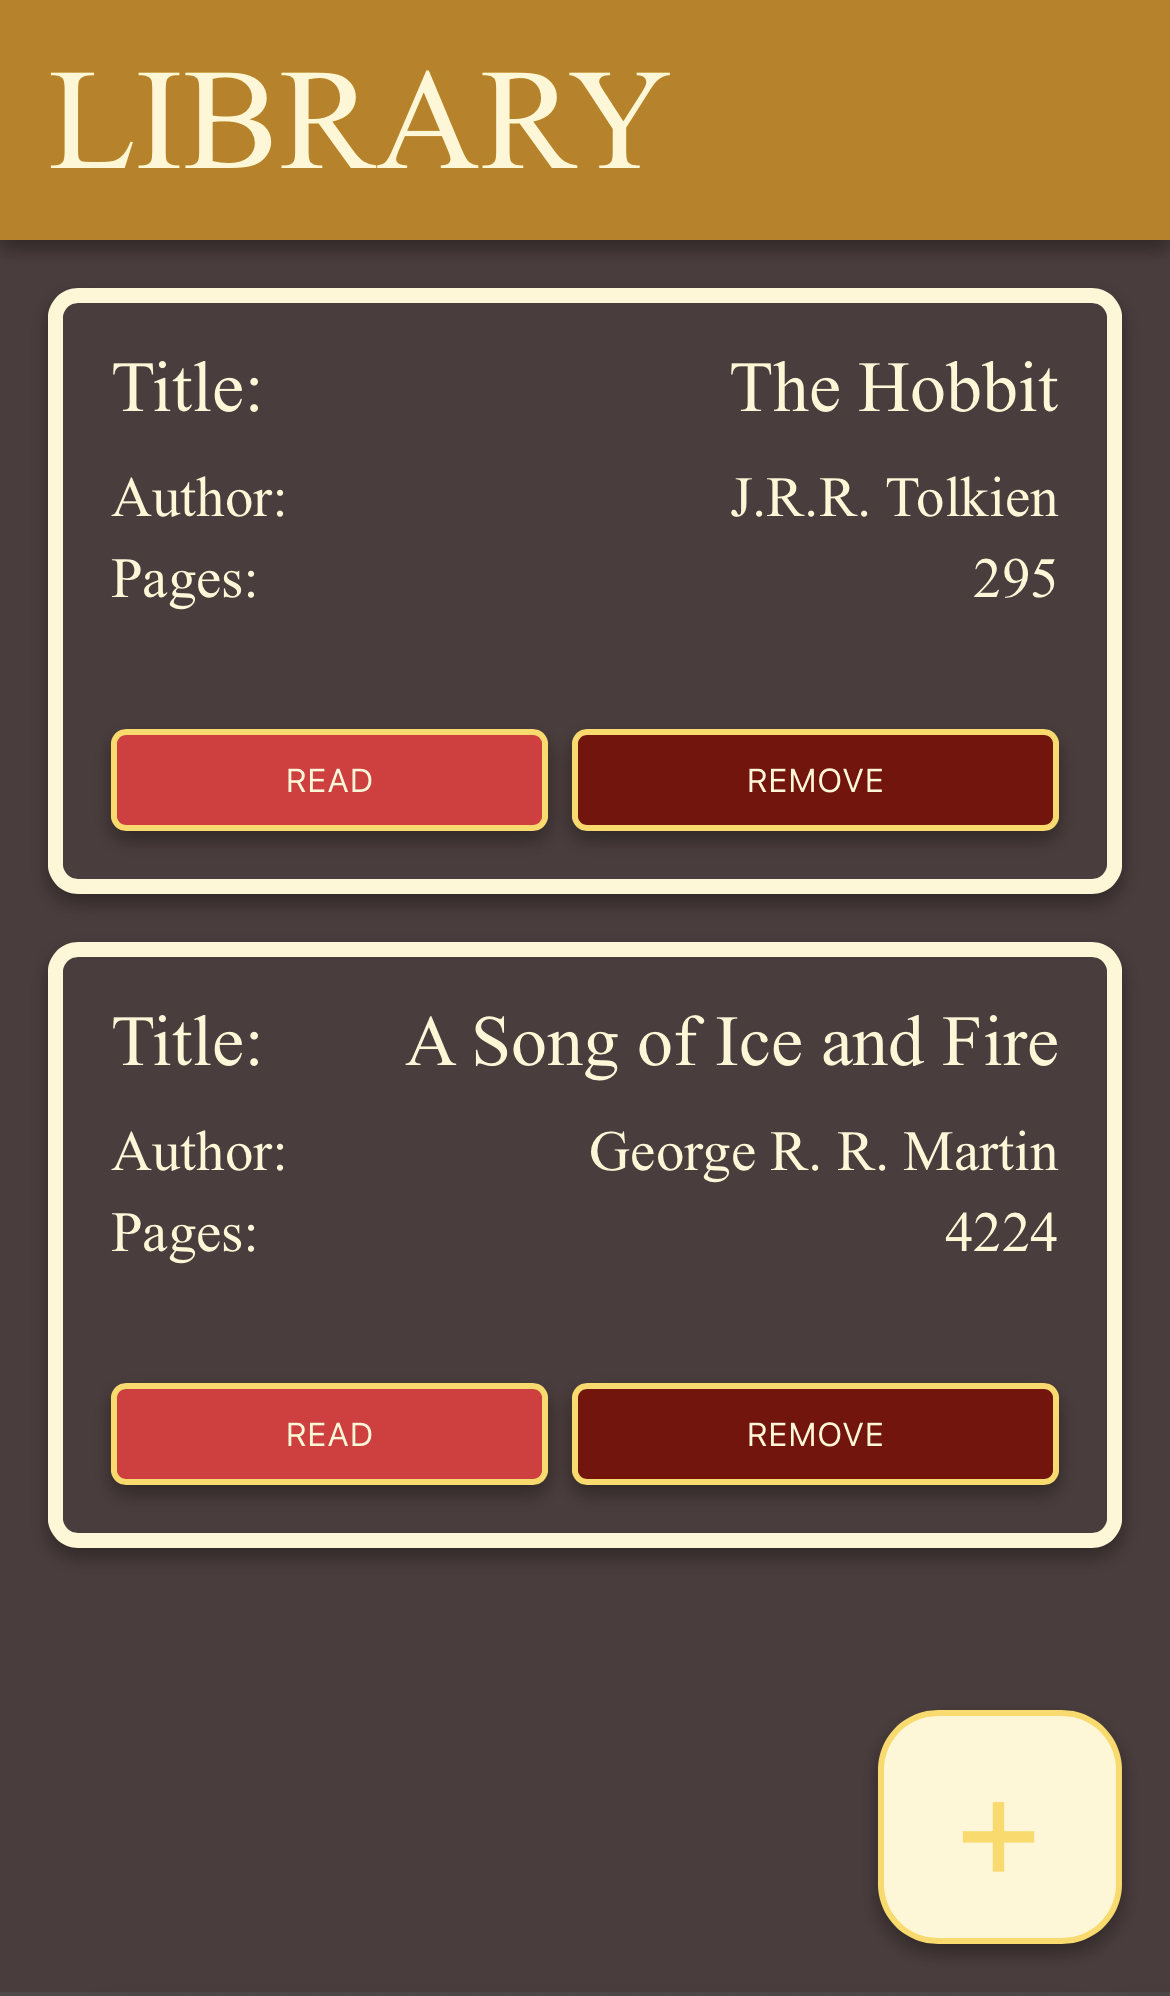 LIBRARY
Title: The Hobbit
Author: J.R.R. Tolkien
Pages: 295
READ REMOVE
Title: A Song of Ice and Fire
Author: George R. R. Martin
Pages: 4224
READ REMOVE
+